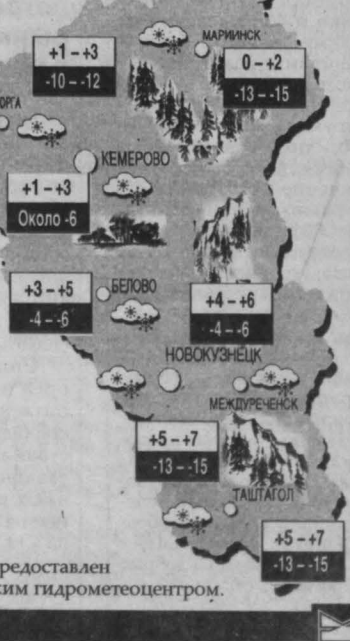 МАРИИНСК
+1 – +3
-10 – -12
0 – +2
-13 – -15
КЕМЕРОВО
+1 – +3
Около -6
БЕЛОВО
+3 – +5
-4 – -6
+4 – +6
-4 – -6
НОВОКУЗНЕЦК
МЕЖДУРЕЧЕНСК
+5 – +7
-13 – -15
ТАШТАГОЛ
+5 – +7
-13 – -15
редоставлен
ким гидрометеоцентром.